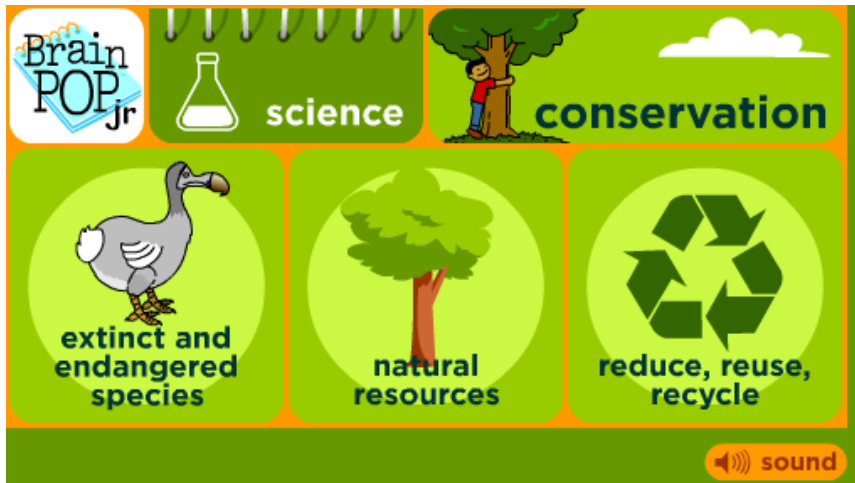 Brain
POP
jr
science
conservation
extinct and
endangered
species
natural
resources
reduce, reuse,
recycle
sound